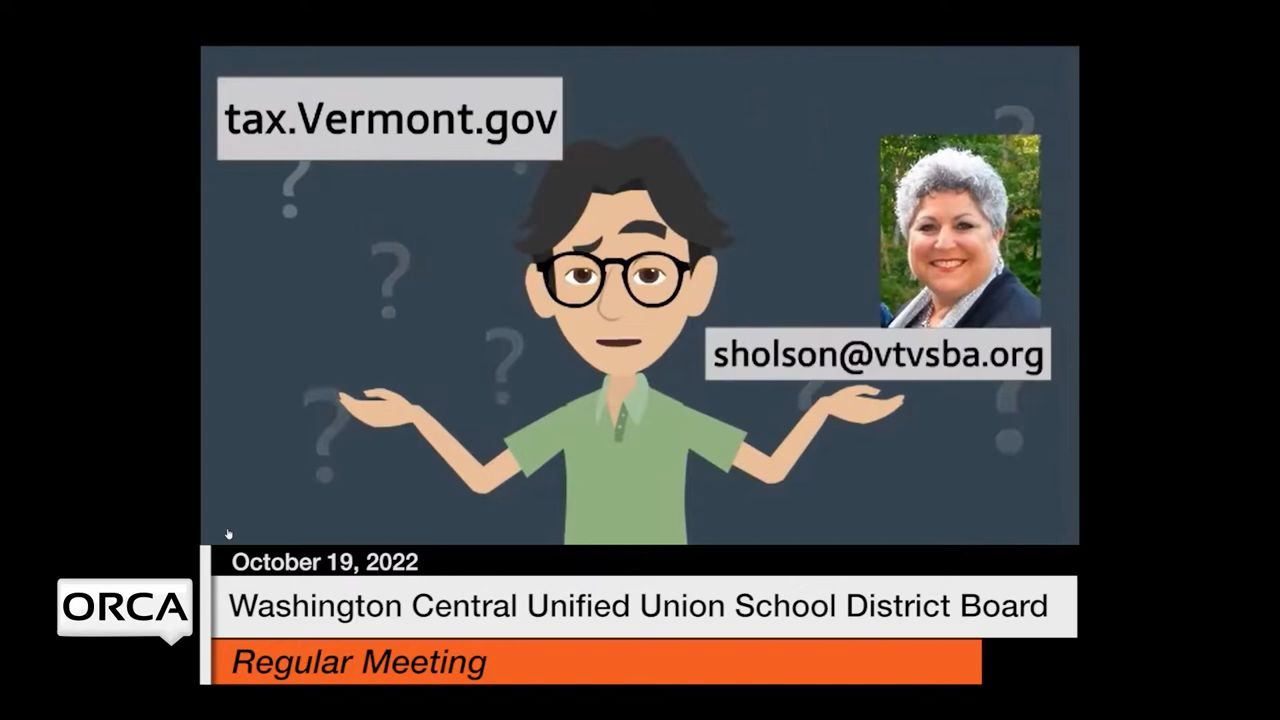 tax.Vermont.gov
sholson@vtvsba.org
October 19, 2022
ORCA
Washington Central Unified Union School District Board
Regular Meeting